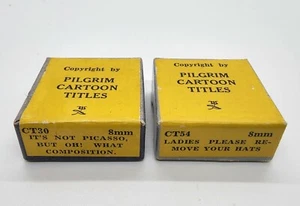 Copyright by
PILGRIM
CARTOON
TITLES
CT30 8mm
IT'S NOT PICASSO,
BUT OH! WHAT
COMPOSITION.
Copyright by
PILGRIM
CARTOON
TITLES
CT54 8mm
LADIES PLEASE RE-
MOVE YOUR HATS